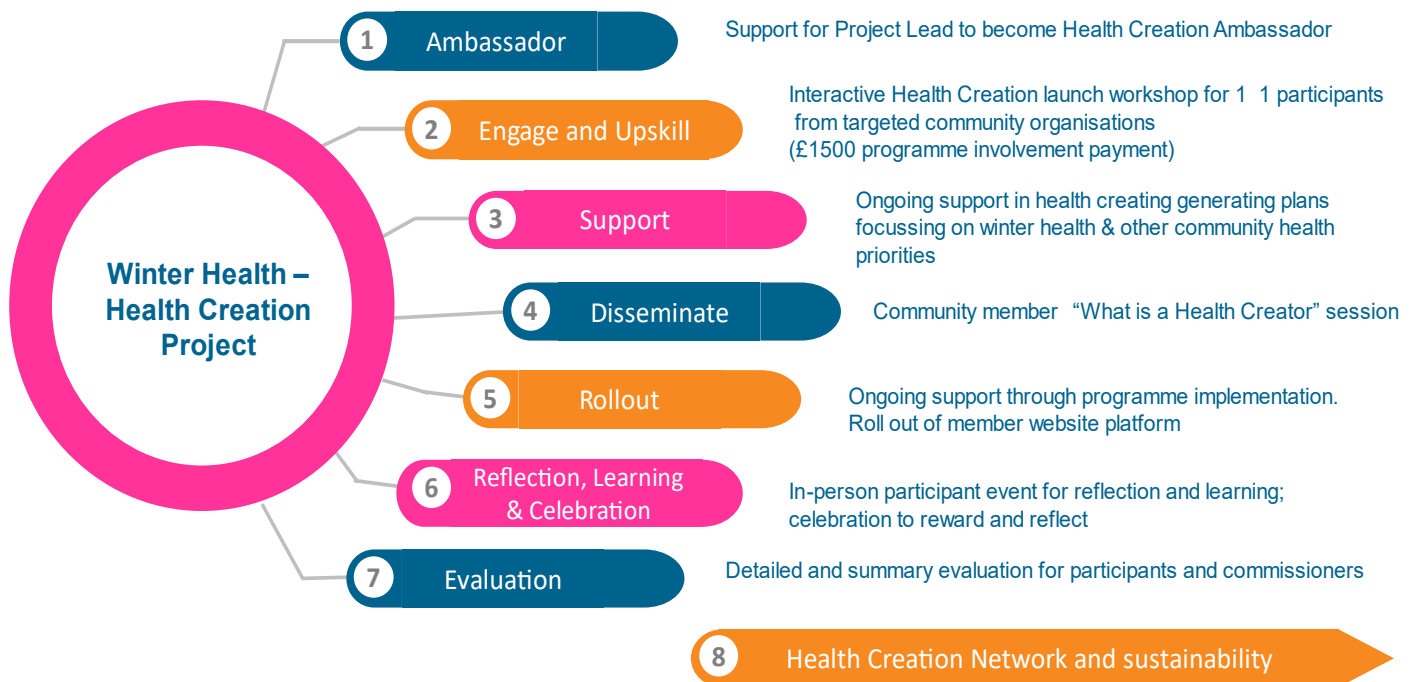 Winter Health –
Health Creation
Project
1
Ambassador
Support for Project Lead to become Health Creation Ambassador
2
Engage and Upskill
Interactive Health Creation launch workshop for 1 1 participants
from targeted community organisations
(£1500 programme involvement payment)
3
Support
Ongoing support in health creating generating plans
focussing on winter health & other community health
priorities
4
Disseminate
Community member “What is a Health Creator” session
5
Rollout
Ongoing support through programme implementation.
Roll out of member website platform
6
Reflection, Learning
& Celebration
In-person participant event for reflection and learning;
celebration to reward and reflect
7
Evaluation
Detailed and summary evaluation for participants and commissioners
8
Health Creation Network and sustainability